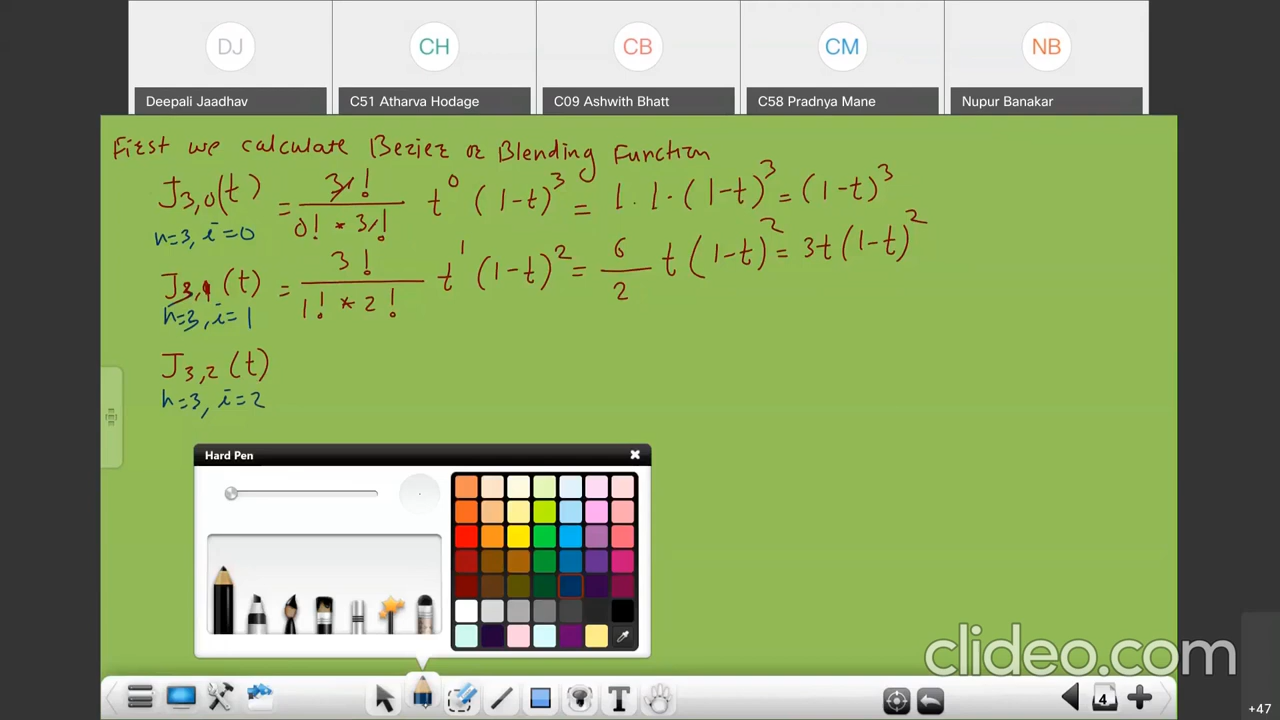 DJ CH CB CM NB
Deepali Jaadhav C51 Atharva Hodage C09 Ashwith Bhatt C58 Pradnya Mane Nupur Banakar
First we calculate Bezier or Blending Function
J3,0(t) = 3! / 0! * 3! t^0 (1-t)^3 = 1 . 1 . (1-t)^3 = (1-t)^3
n=3, i=0
J3,1(t) = 3! / 1! * 2! t^1 (1-t)^2 = 6/2 t(1-t)^2 = 3t(1-t)^2
n=3, i=1
J3,2(t)
n=3, i=2
Hard Pen
clideo.com
4
+47